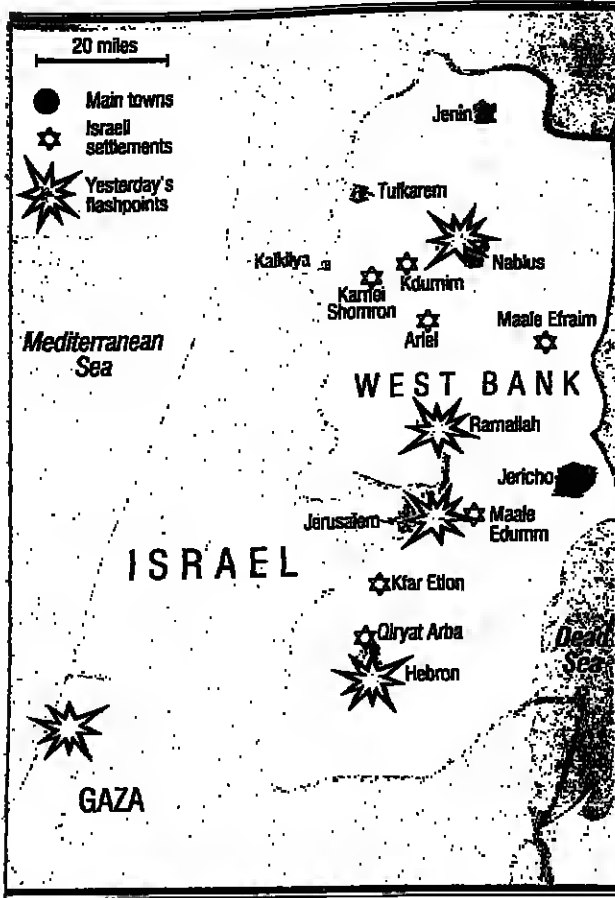 20 miles
Main towns
Israeli
settlements
Yesterday's
flashpoints
Jenin
Tulkarem
Nablus
Kalkilya
Kdumim
Karnei
Shomron
Ariel
Maale Efraim
Mediterranean
Sea
WEST BANK
Ramallah
Jericho
Jerusalem
Maale
Edumm
ISRAEL
Kfar Etion
Qiryat Arba
Dead
Sea
Hebron
GAZA